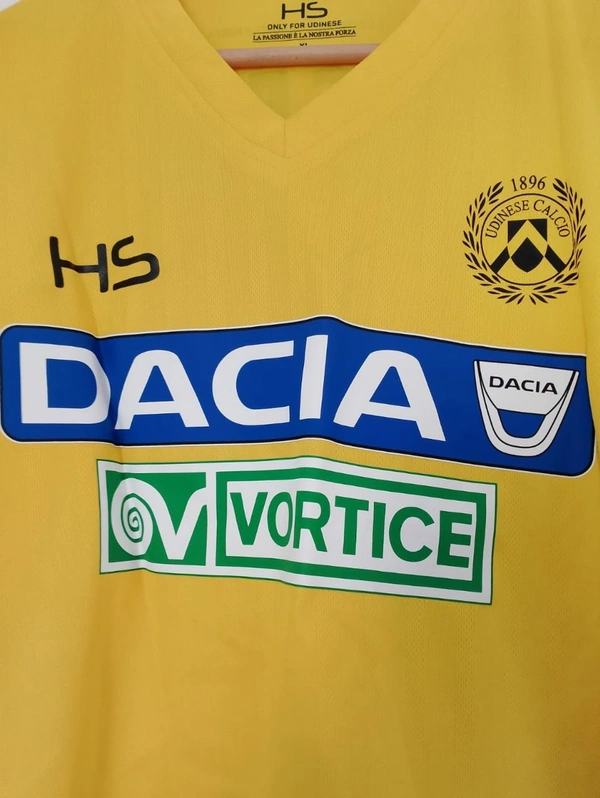 HS
ONLY FOR UDINESE
LA PASSIONE È LA NOSTRA FORZA
1896
UDINESE CALCIO
HS
DACIA
DACIA
VORTICE